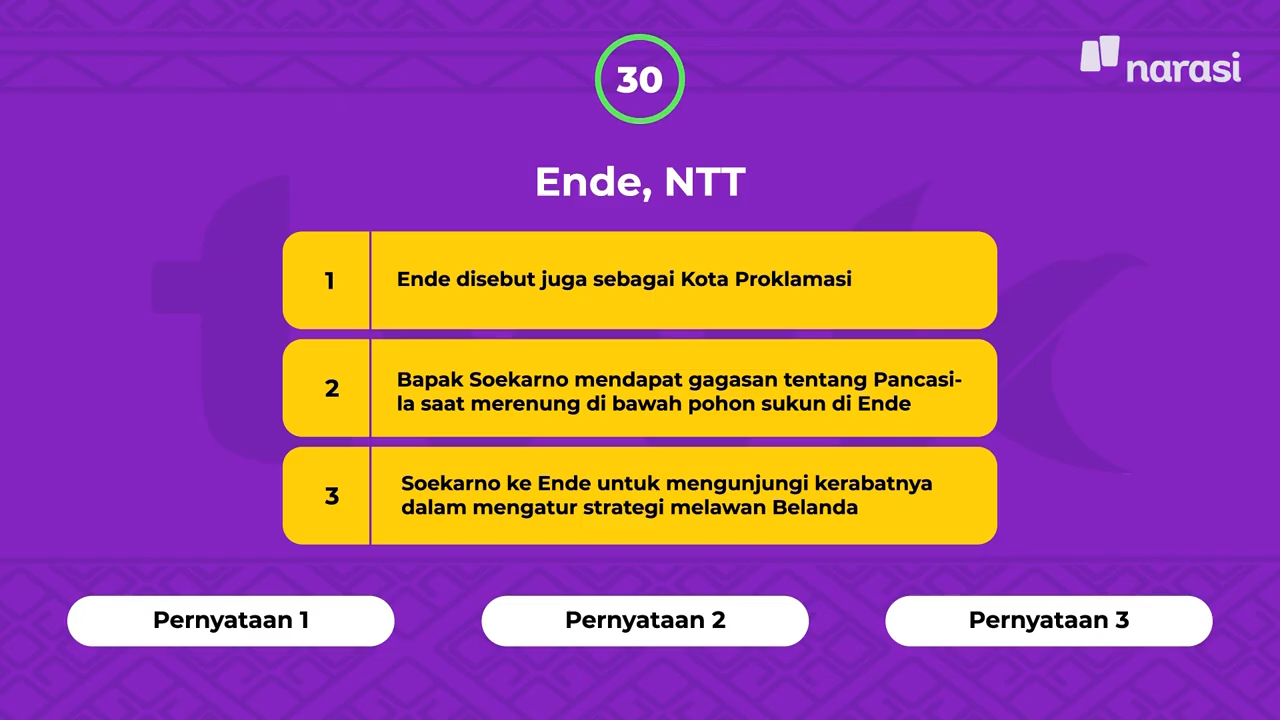 30
narasi
Ende, NTT
1
Ende disebut juga sebagai Kota Proklamasi
2
Bapak Soekarno mendapat gagasan tentang Pancasi-
la saat merenung di bawah pohon sukun di Ende
3
Soekarno ke Ende untuk mengunjungi kerabatnya
dalam mengatur strategi melawan Belanda
Pernyataan 1
Pernyataan 2
Pernyataan 3